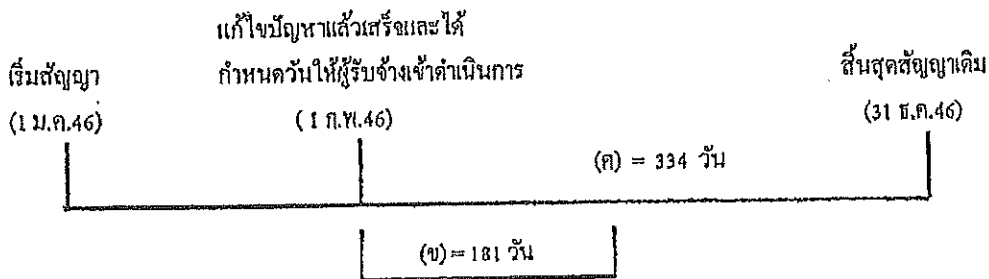 แก้ไขปัญหาแล้วเสร็จและได้
เริ่มสัญญา
กำหนดวันให้ผู้รับจ้างเข้าดำเนินการ
สิ้นสุดสัญญาเดิม
(1 ม.ค.46)
( 1 ก.พ.46)
(31 ธ.ค.46)
(ค) = 334 วัน
(ข) = 181 วัน